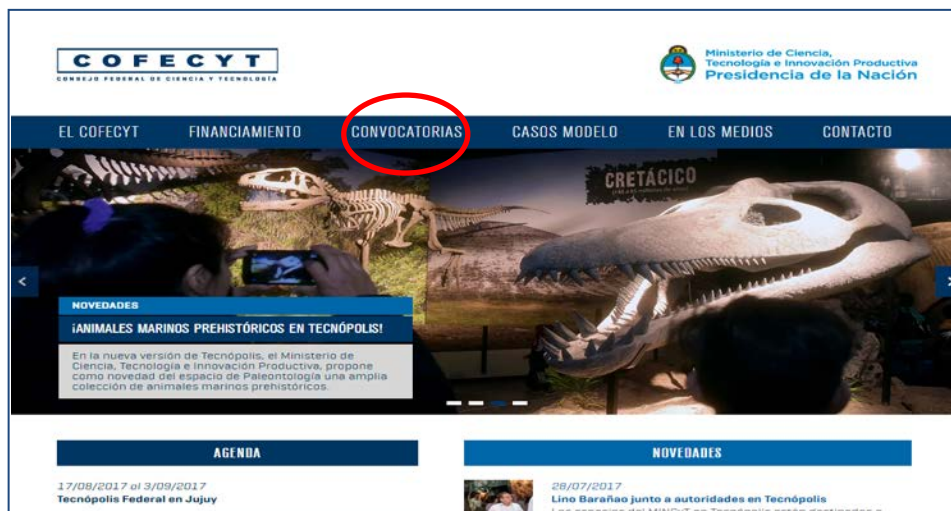 COFECYT
CONSEJO FEDERAL DE CIENCIA Y TECNOLOGÍA
Ministerio de Ciencia,
Tecnología e Innovación Productiva
Presidencia de la Nación
EL COFECYT FINANCIAMIENTO CONVOCATORIAS CASOS MODELO EN LOS MEDIOS CONTACTO
CRETÁCICO
NOVEDADES
¡ANIMALES MARINOS PREHISTÓRICOS EN TECNÓPOLIS!
En la nueva versión de Tecnópolis, el Ministerio de
Ciencia, Tecnología e Innovación Productiva, propone
como novedad del espacio de Paleontología una amplia
colección de animales marinos prehistóricos.
AGENDA
17/08/2017 al 3/09/2017
Tecnópolis Federal en Jujuy
NOVEDADES
28/07/2017
Lino Barañao junto a autoridades en Tecnópolis